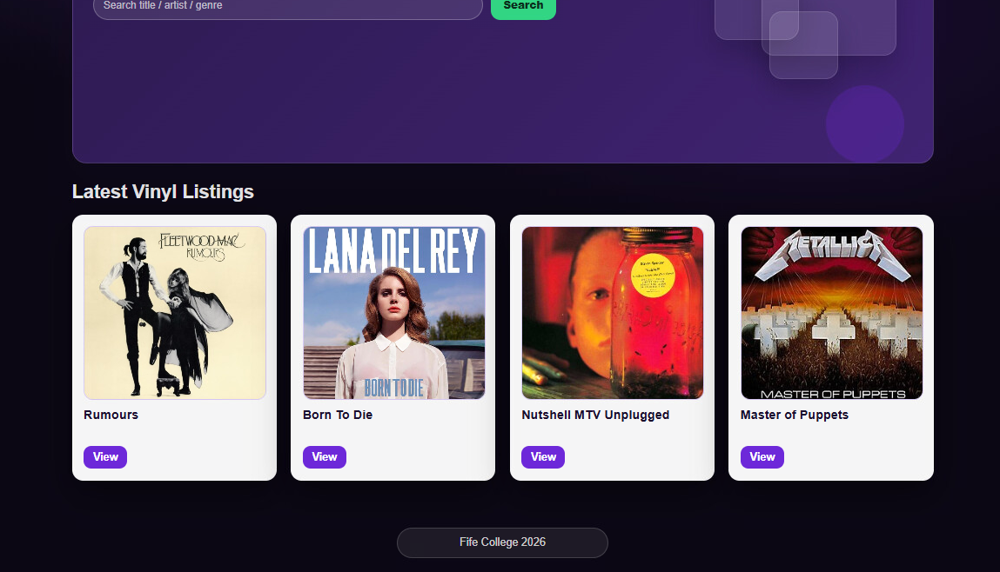 Search title / artist / genre
Search
Latest Vinyl Listings
FLEETWOOD MAC
RUMOURS
LANA DEL REY
BORN TO DIE
METALLICA
MASTER OF PUPPETS
Rumours
Born To Die
Nutshell MTV Unplugged
Master of Puppets
View
View
View
View
Fife College 2026